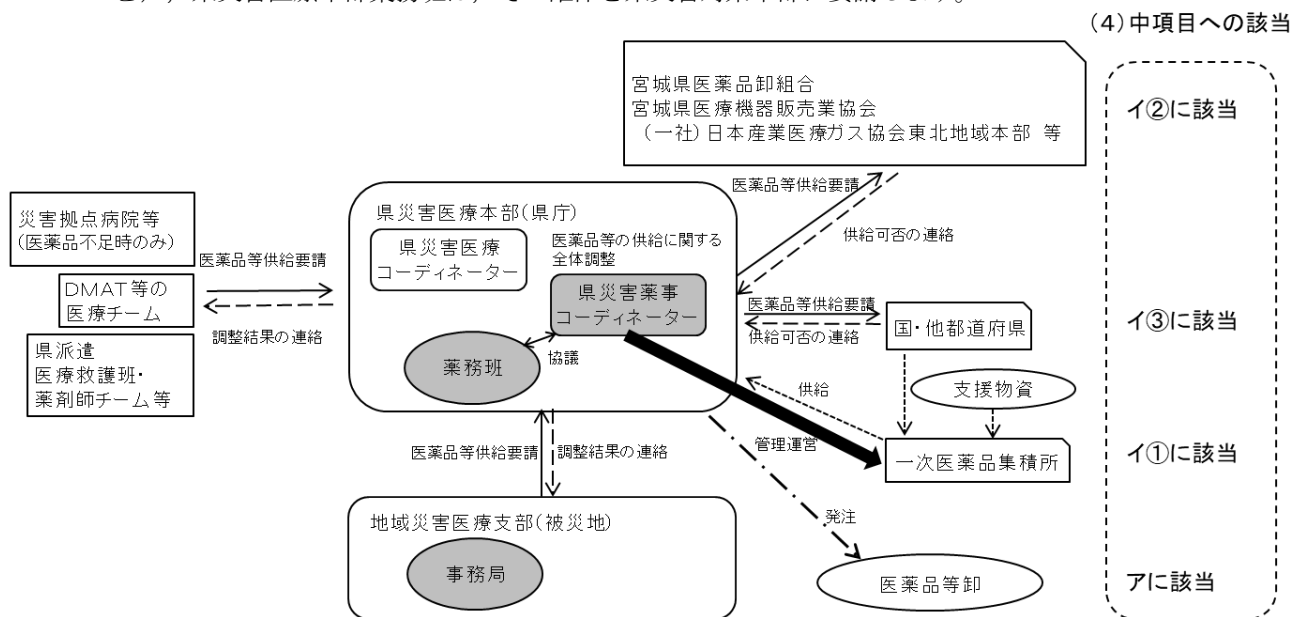 (4)中項目への該当
宮城県医薬品卸組合
宮城県医療機器販売業協会
(一社)日本産業医療ガス協会東北地域本部 等
イ②に該当
医薬品等供給要請
供給可否の連絡
災害拠点病院等
(医薬品不足時のみ)
DMAT等の
医療チーム
県派遣
医療救護班・
薬剤師チーム等
医薬品等供給要請
調整結果の連絡
県災害医療本部(県庁)
県災害医療
コーディネーター
医薬品等の供給に関する
全体調整
県災害薬事
コーディネーター
薬務班
協議
医薬品等供給要請
供給可否の連絡
国・他都道府県
イ③に該当
支援物資
供給
管理運営
一次医薬品集積所
イ①に該当
医薬品等供給要請
調整結果の連絡
地域災害医療支部(被災地)
事務局
発注
医薬品等卸
アに該当